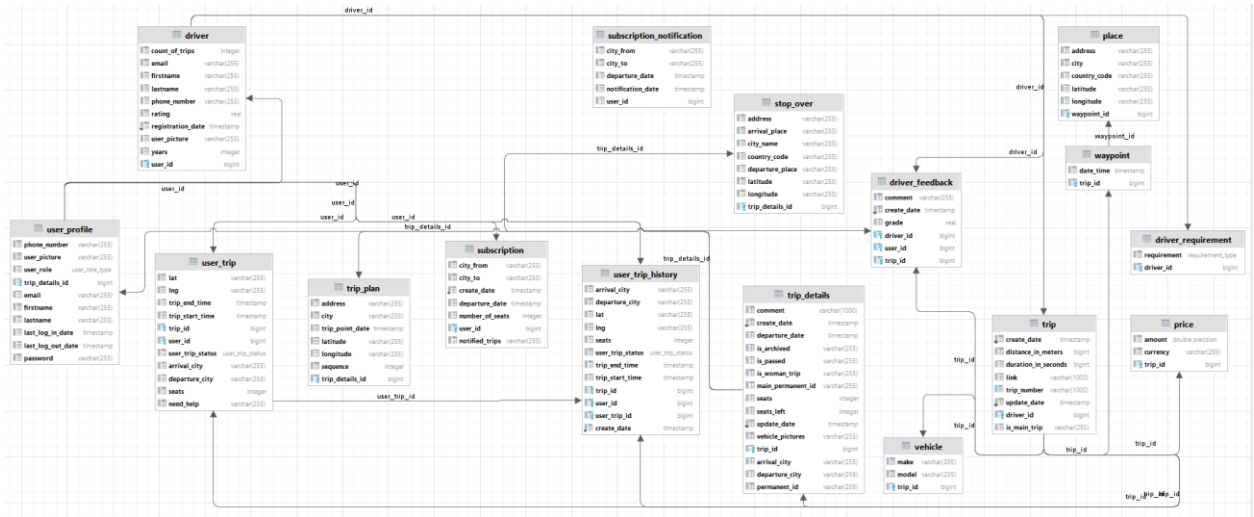 driver_id
driver
count_of_trips integer
email varchar(255)
firstname varchar(255)
lastname varchar(255)
phone_number varchar(255)
rating real
registration_date timestamp
user_picture varchar(255)
years integer
user_id bigint
subscription_notification
city_from varchar(255)
city_to varchar(255)
departure_date timestamp
notification_date timestamp
user_id bigint
place
address varchar(255)
city varchar(255)
country_code varchar(255)
latitude varchar(255)
longitude varchar(255)
waypoint_id bigint
driver_id
stop_over
address varchar(255)
arrival_place varchar(255)
city_name varchar(255)
country_code varchar(255)
departure_place varchar(255)
latitude varchar(255)
longitude varchar(255)
trip_details_id bigint
waypoint_id
trip_details_id
driver_id
waypoint
date_time timestamp
trip_id bigint
driver_feedback
comment varchar(255)
create_date timestamp
grade real
driver_id bigint
user_id bigint
trip_id bigint
user_id
user_id
user_id
user_id
trip_details_id
user_profile
phone_number varchar(255)
user_picture varchar(255)
user_role user_role_type
trip_details_id bigint
email varchar(255)
firstname varchar(255)
lastname varchar(255)
last_log_in_date timestamp
last_log_out_date timestamp
password varchar(255)
driver_requirement
requirement requirement_type
driver_id bigint
subscription
city_from varchar(255)
city_to varchar(255)
create_date timestamp
departure_date timestamp
number_of_seats integer
user_id bigint
notified_trips varchar(255)
user_trip
lat varchar(255)
lng varchar(255)
trip_end_time timestamp
trip_start_time timestamp
trip_id bigint
user_id bigint
user_trip_status user_trip_status
arrival_city varchar(255)
departure_city varchar(255)
seats integer
need_help varchar(255)
trip_details_id
user_trip_history
arrival_city varchar(255)
departure_city varchar(255)
lat varchar(255)
lng varchar(255)
seats integer
user_trip_status user_trip_status
trip_end_time timestamp
trip_start_time timestamp
trip_id bigint
user_id bigint
user_trip_id bigint
create_date timestamp
trip_plan
address varchar(255)
city varchar(255)
trip_point_date timestamp
latitude varchar(255)
longitude varchar(255)
sequence integer
trip_details_id bigint
trip_details
comment varchar(1000)
create_date timestamp
departure_date timestamp
is_archived varchar(255)
is_passed varchar(255)
is_woman_trip varchar(255)
main_permanent_id varchar(255)
seats integer
seats_left integer
update_date timestamp
vehicle_pictures varchar(255)
trip_id bigint
arrival_city varchar(255)
departure_city varchar(255)
permanent_id varchar(255)
trip
create_date timestamp
distance_in_meters bigint
duration_in_seconds bigint
link varchar(1000)
trip_number varchar(1000)
update_date timestamp
driver_id bigint
is_main_trip varchar(255)
price
amount double precision
currency varchar(255)
trip_id bigint
trip_id
user_trip_id
trip_id
vehicle
make varchar(255)
model varchar(255)
trip_id bigint
trip_id
trip_id
trip_id
trip_id